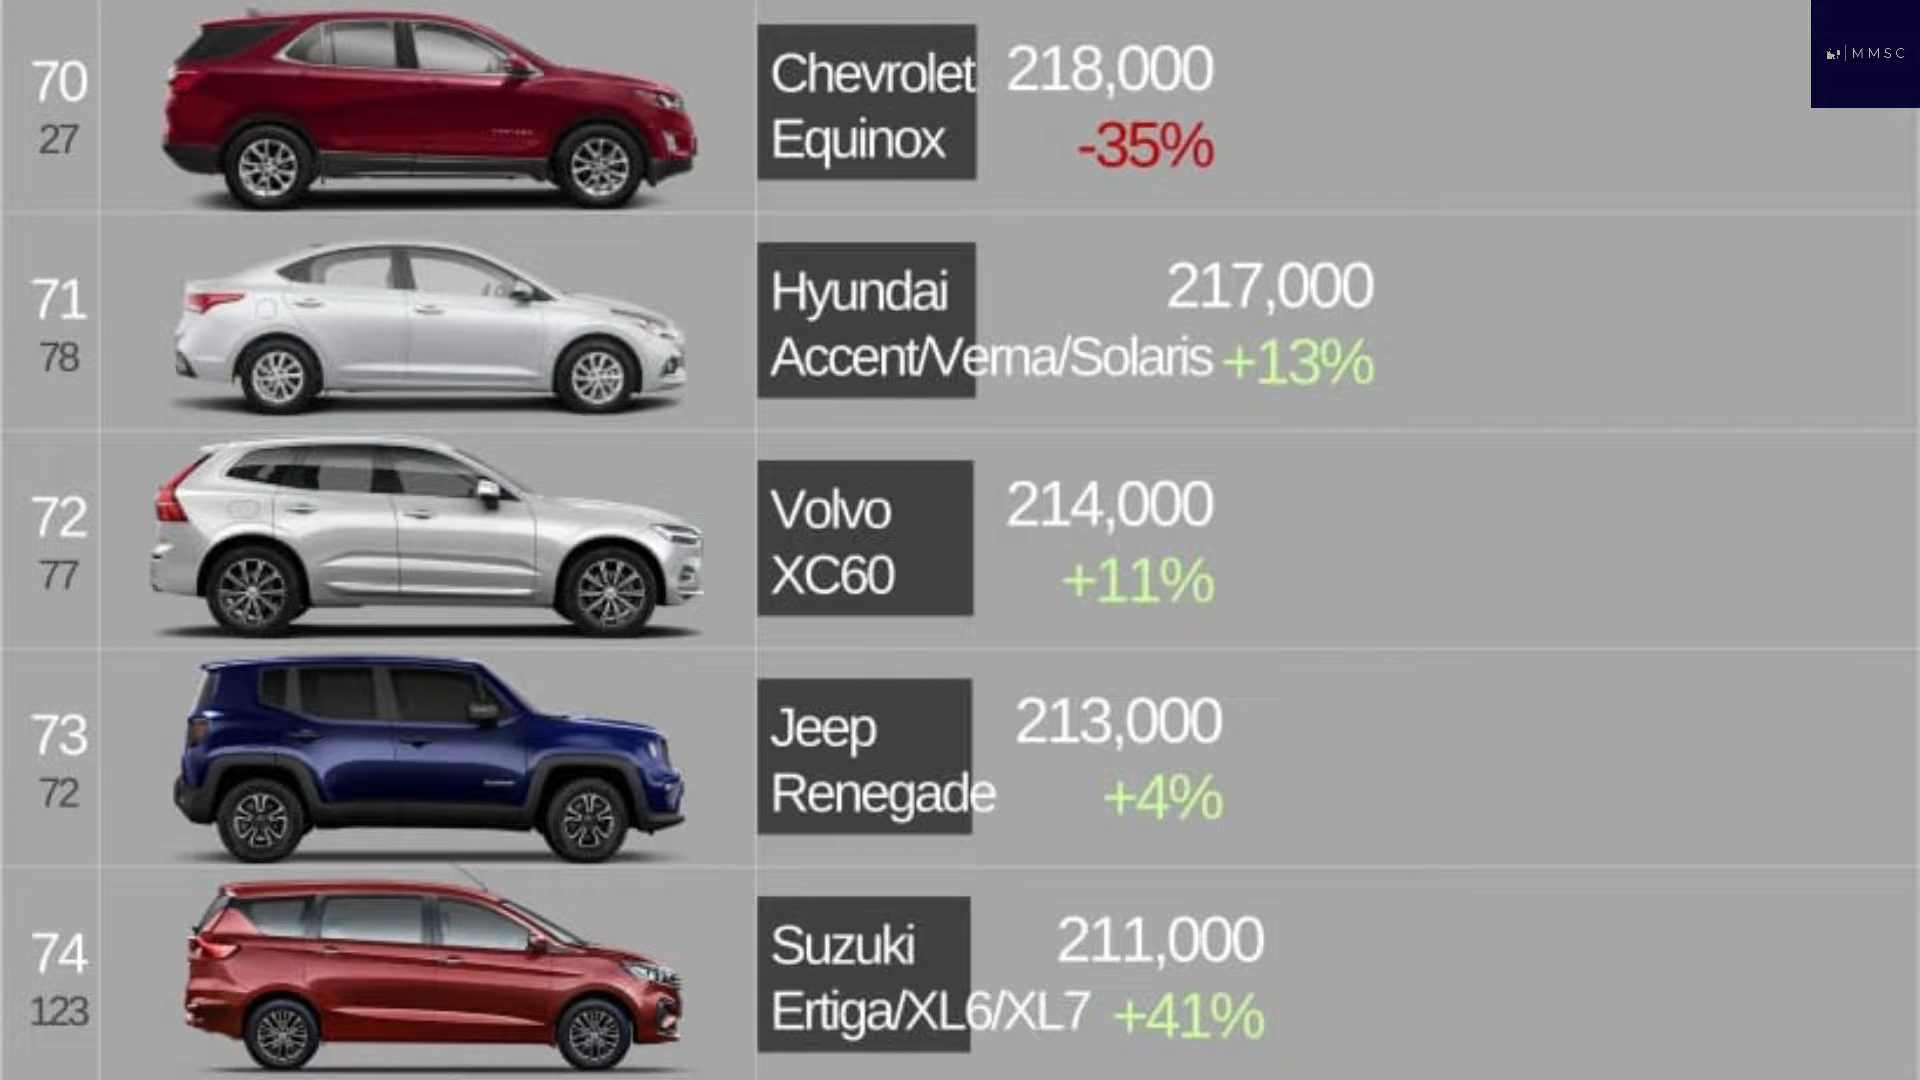 70
27
Chevrolet
Equinox
218,000
-35%
MMSC
71
78
Hyundai
Accent/Verna/Solaris
217,000
+13%
72
77
Volvo
XC60
214,000
+11%
73
72
Jeep
Renegade
213,000
+4%
74
123
Suzuki
Ertiga/XL6/XL7
211,000
+41%